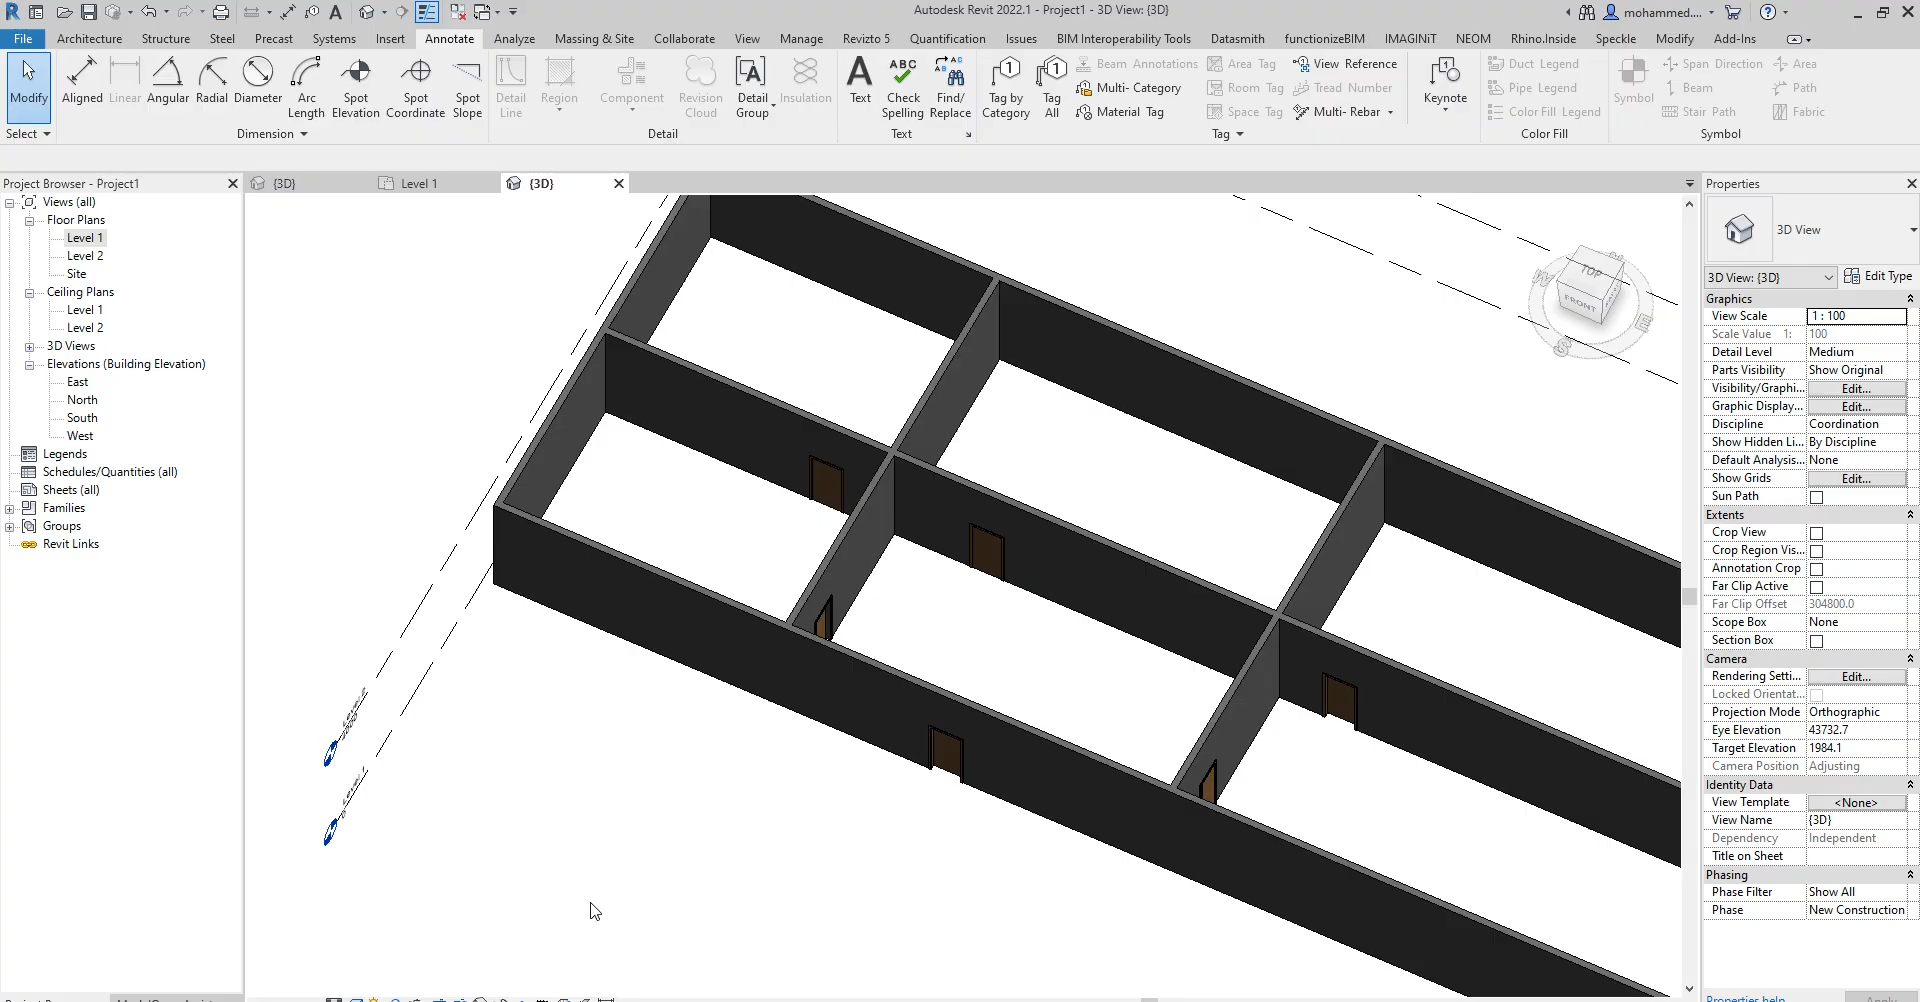 Autodesk Revit 2022.1 - Project1 - 3D View: {3D}
mohammed....
File Architecture Structure Steel Precast Systems Insert Annotate Analyze Massing & Site Collaborate View Manage Revizto 5 Quantification Issues BIM Interoperability Tools Datasmith functionizeBIM IMAGINiT NEOM Rhino.Inside Speckle Modify Add-Ins
Modify
Aligned Linear Angular Radial Diameter
Arc Length
Spot Elevation
Spot Coordinate
Spot Slope
Detail Line
Region
Component
Revision Cloud
Detail Group
Insulation
Text
ABC
Check Spelling
Find/ Replace
Tag by Category
Tag All
Beam Annotations
Multi- Category
Material Tag
Area Tag
Room Tag
Space Tag
View Reference
Tread Number
Multi- Rebar
Keynote
Duct Legend
Pipe Legend
Color Fill Legend
Symbol
Span Direction
Beam
Stair Path
Area
Path
Fabric
Select Dimension Detail Text Tag Color Fill Symbol
Project Browser - Project1
{3D} Level 1 {3D}
Properties
Views (all)
Floor Plans
Level 1
Level 2
Site
Ceiling Plans
Level 1
Level 2
3D Views
Elevations (Building Elevation)
East
North
South
West
Legends
Schedules/Quantities (all)
Sheets (all)
Families
Groups
Revit Links
TOP
FRONT
W
E
S
3D View
3D View: {3D} Edit Type
Graphics
View Scale 1 : 100
Scale Value 1: 100
Detail Level Medium
Parts Visibility Show Original
Visibility/Graphi... Edit...
Graphic Display... Edit...
Discipline Coordination
Show Hidden Li... By Discipline
Default Analysis... None
Show Grids Edit...
Sun Path
Extents
Crop View
Crop Region Vis...
Annotation Crop
Far Clip Active
Far Clip Offset 304800.0
Scope Box None
Section Box
Camera
Rendering Setti... Edit...
Locked Orientat...
Projection Mode Orthographic
Eye Elevation 43732.7
Target Elevation 1984.1
Camera Position Adjusting
Identity Data
View Template <None>
View Name {3D}
Dependency Independent
Title on Sheet
Phasing
Phase Filter Show All
Phase New Construction
Properties help
Apply